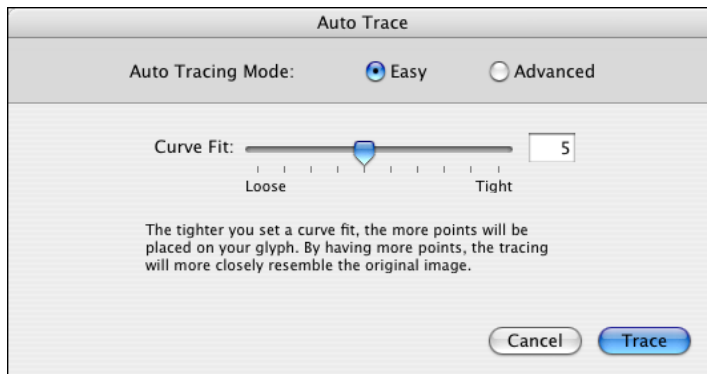 Auto Trace
Auto Tracing Mode: Easy Advanced
Curve Fit: 5
Loose Tight
The tighter you set a curve fit, the more points will be
placed on your glyph. By having more points, the tracing
will more closely resemble the original image.
Cancel Trace